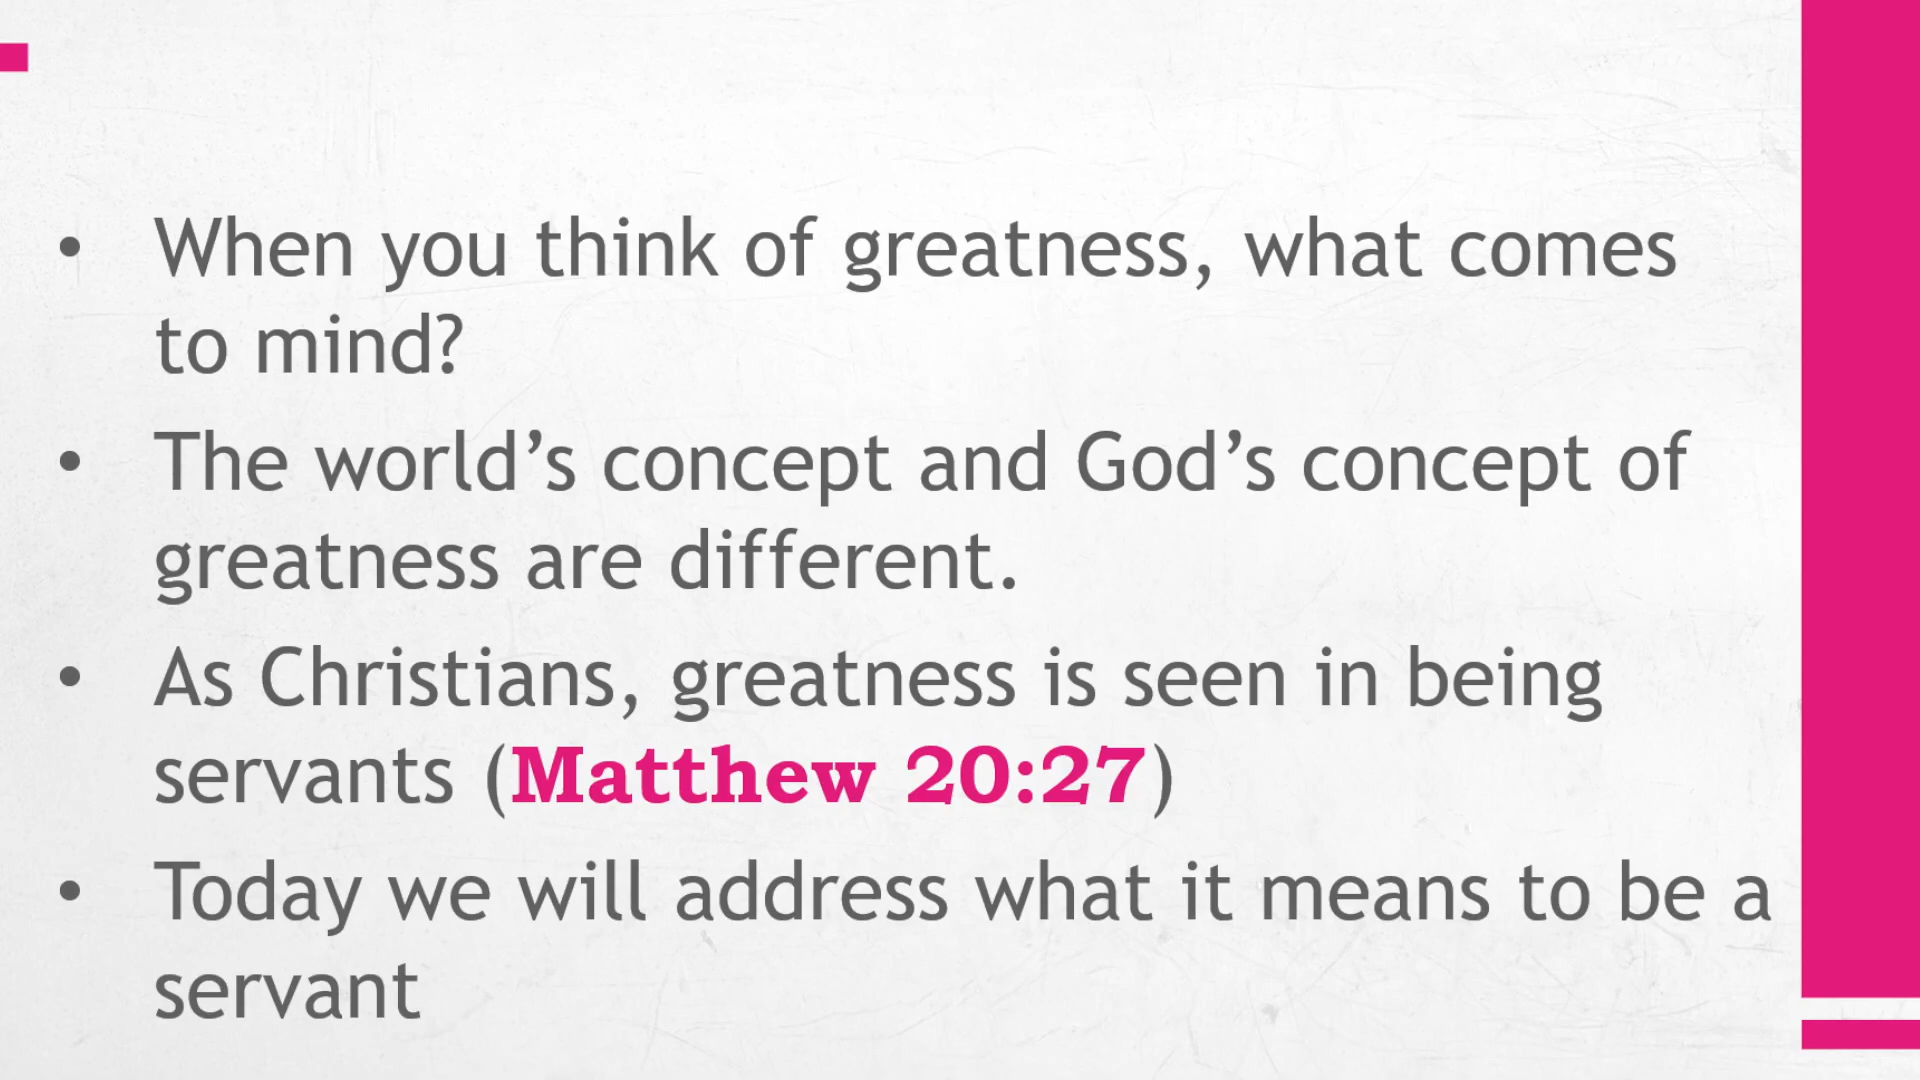 • When you think of greatness, what comes
to mind?
• The world’s concept and God’s concept of
greatness are different.
• As Christians, greatness is seen in being
servants (Matthew 20:27)
• Today we will address what it means to be a
servant